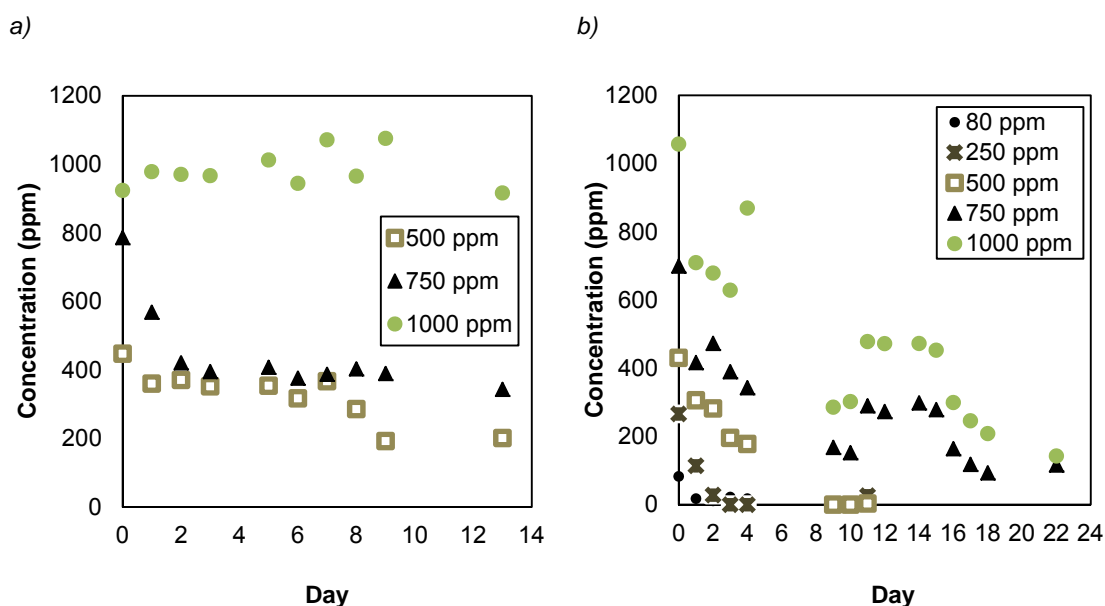 a)
1200
1000
800
600
400
200
0
Concentration (ppm)
500 ppm
750 ppm
1000 ppm
0 2 4 6 8 10 12 14
Day
b)
1200
1000
800
600
400
200
0
Concentration (ppm)
80 ppm
250 ppm
500 ppm
750 ppm
1000 ppm
0 2 4 6 8 10 12 14 16 18 20 22 24
Day